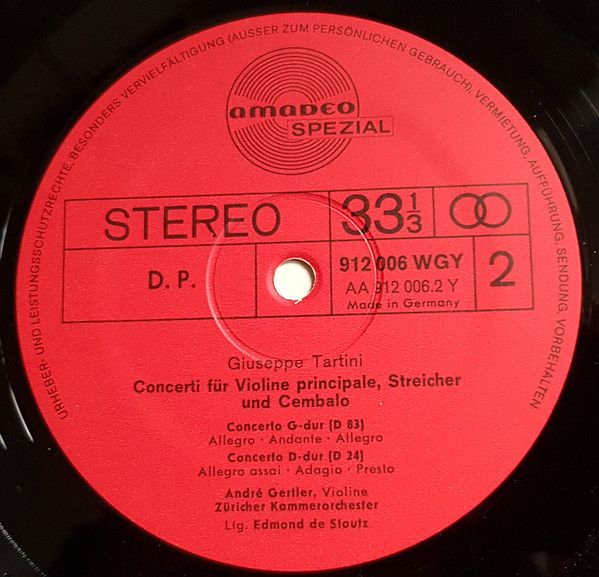 URHEBER- UND LEISTUNGSSCHUTZRECHTE, BESONDERS VERVIELFÄLTIGUNG (AUSSER ZUM PERSÖNLICHEN GEBRAUCH), VERMIETUNG, AUFFÜHRUNG, SENDUNG, VORBEHALTEN
amadeo
SPEZIAL
STEREO
33 1/3
D. P.
912 006 WGY
AA 912 006.2 Y
Made in Germany
2
Giuseppe Tartini
Concerti für Violine principale, Streicher
und Cembalo
Concerto G-dur (D 83)
Allegro · Andante · Allegro
Concerto D-dur (D 24)
Allegro assai · Adagio · Presto
André Gertler, Violine
Züricher Kammerorchester
Ltg. Edmond de Stoutz